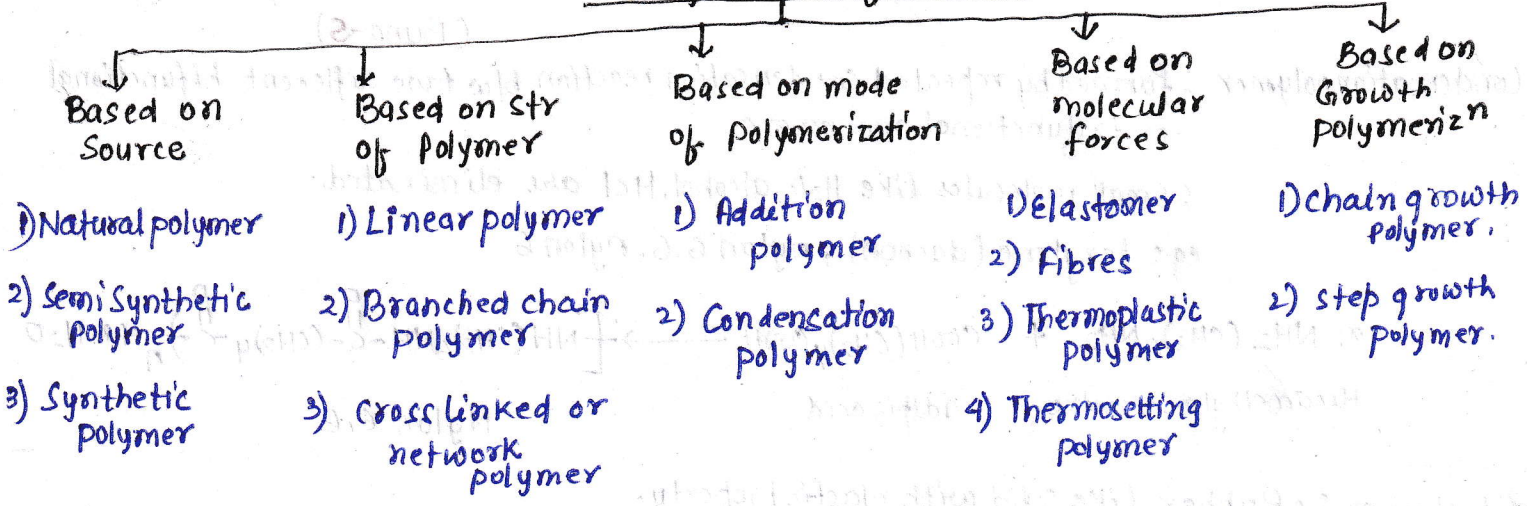 Based on
Source
1) Natural polymer
2) Semi Synthetic
polymer
3) Synthetic
polymer
Based on str
of Polymer
1) Linear polymer
2) Branched chain
polymer
3) Cross linked or
network
polymer
Based on mode
of polymerization
1) Addition
polymer
2) Condensation
polymer
Based on
molecular
forces
1) Elastomer
2) Fibres
3) Thermoplastic
polymer
4) Thermosetting
polymer
Based on
Growth
polymerizn
1) chain growth
polymer.
2) step growth
polymer.